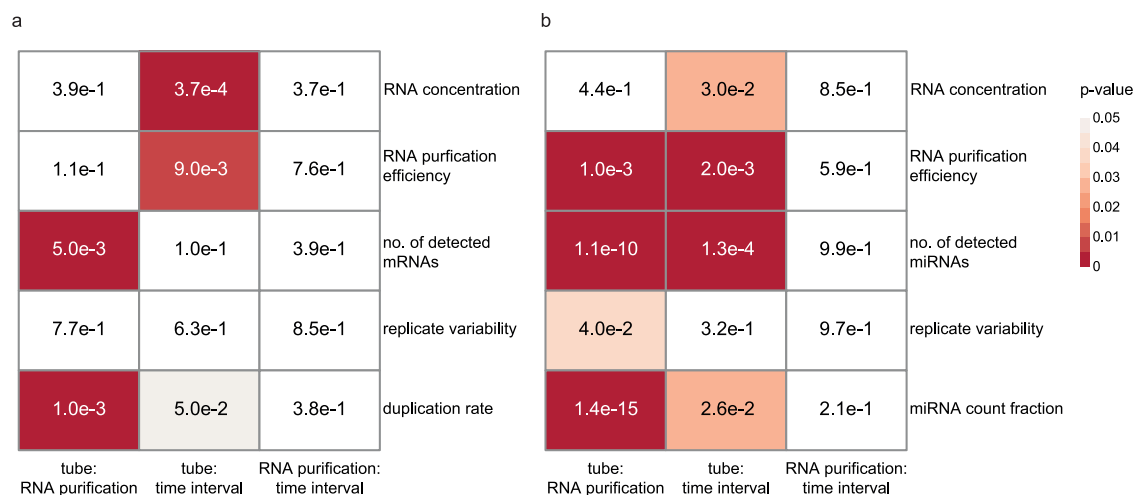 a
3.9e-1 3.7e-4 3.7e-1 RNA concentration
1.1e-1 9.0e-3 7.6e-1 RNA purfication
efficiency
5.0e-3 1.0e-1 3.9e-1 no. of detected
mRNAs
7.7e-1 6.3e-1 8.5e-1 replicate variability
1.0e-3 5.0e-2 3.8e-1 duplication rate
tube: tube: RNA purification:
RNA purification time interval time interval
b
4.4e-1 3.0e-2 8.5e-1 RNA concentration
1.0e-3 2.0e-3 5.9e-1 RNA purification
efficiency
1.1e-10 1.3e-4 9.9e-1 no. of detected
miRNAs
4.0e-2 3.2e-1 9.7e-1 replicate variability
1.4e-15 2.6e-2 2.1e-1 miRNA count fraction
tube: tube: RNA purification:
RNA purification time interval time interval
p-value
0.05
0.04
0.03
0.02
0.01
0